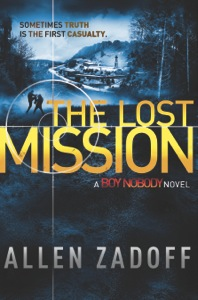 SOMETIMES TRUTH
IS THE FIRST CASUALTY.
THE LOST
MISSION
A BOY NOBODY NOVEL
ALLEN ZADOFF